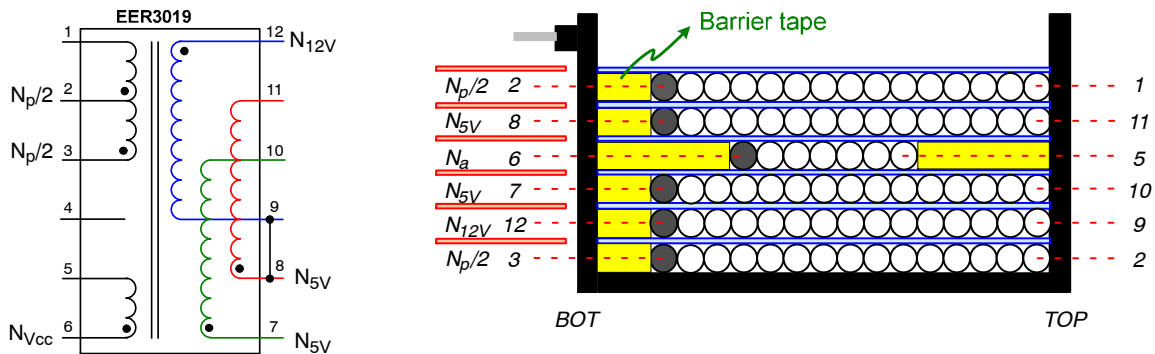 EER3019
1
12 N12V
2
Np/2
11
Np/2
3
10
4
9
5
8
N5V
6
NVcc
7
N5V
Barrier tape
Np/2 2 1
N5V 8 11
Na 6 5
N5V 7 10
N12V 12 9
Np/2 3 2
BOT TOP